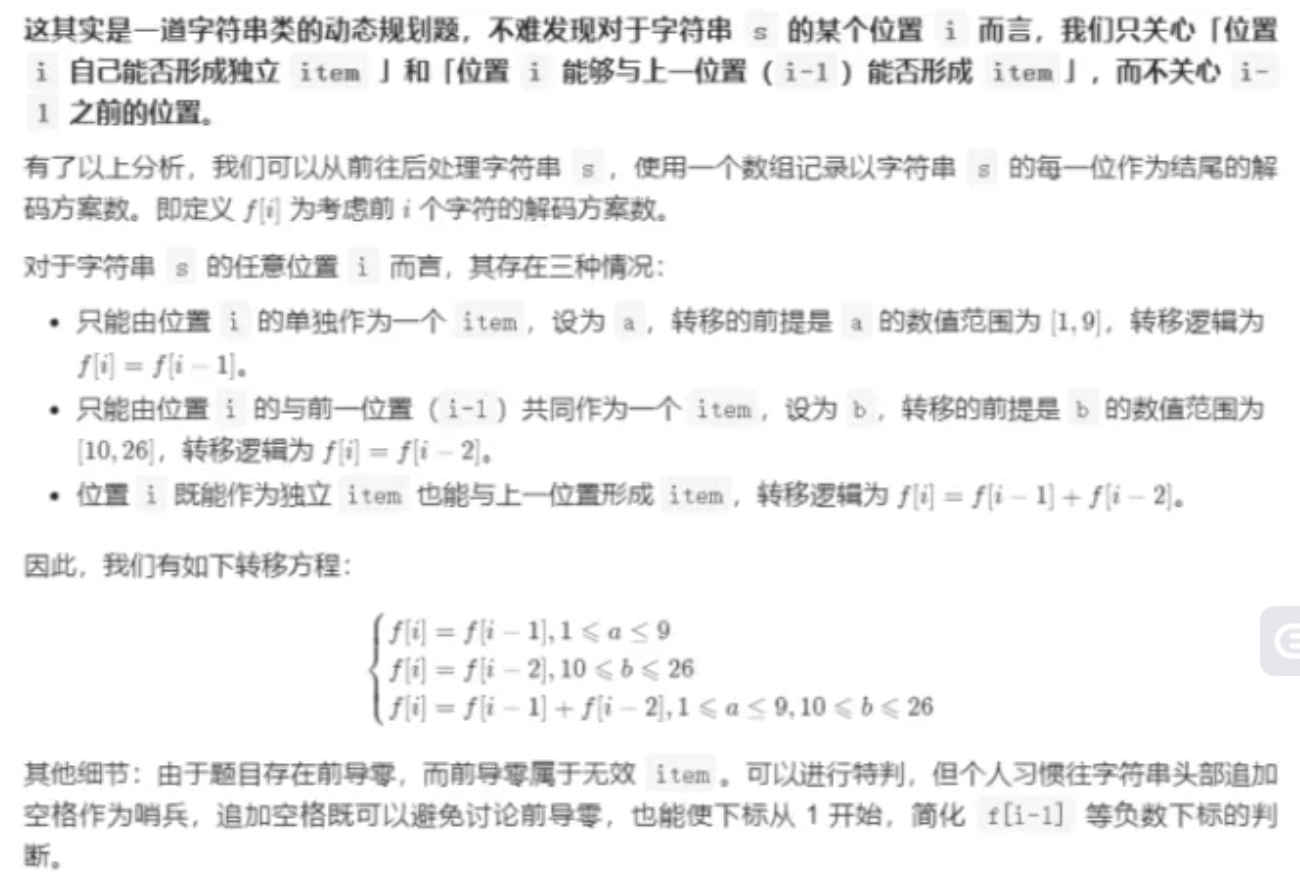 这其实是一道字符串类的动态规划题，不难发现对于字符串 s 的某个位置 i 而言，我们只关心「位置
i 自己能否形成独立 item 」和「位置 i 能够与上一位置（ i-1 ）能否形成 item 」，而不关心 i-
1 之前的位置。
有了以上分析，我们可以从前往后处理字符串 s ，使用一个数组记录以字符串 s 的每一位作为结尾的解
码方案数。即定义 f[i] 为考虑前 i 个字符的解码方案数。
对于字符串 s 的任意位置 i 而言，其存在三种情况：
• 只能由位置 i 的单独作为一个 item ，设为 a ，转移的前提是 a 的数值范围为 [1,9]，转移逻辑为
f[i] = f[i − 1]。
• 只能由位置 i 的与前一位置（ i-1 ）共同作为一个 item ，设为 b ，转移的前提是 b 的数值范围为
[10,26]，转移逻辑为 f[i] = f[i − 2]。
• 位置 i 既能作为独立 item 也能与上一位置形成 item ，转移逻辑为 f[i] = f[i − 1] + f[i − 2]。
因此，我们有如下转移方程：
f[i] = f[i − 1], 1 ⩽ a ≤ 9
f[i] = f[i − 2], 10 ⩽ b ⩽ 26
f[i] = f[i − 1] + f[i − 2], 1 ⩽ a ≤ 9, 10 ⩽ b ⩽ 26
其他细节：由于题目存在前导零，而前导零属于无效 item 。可以进行特判，但个人习惯往字符串头部追加
空格作为哨兵，追加空格既可以避免讨论前导零，也能使下标从 1 开始，简化 f[i-1] 等负数下标的判
断。